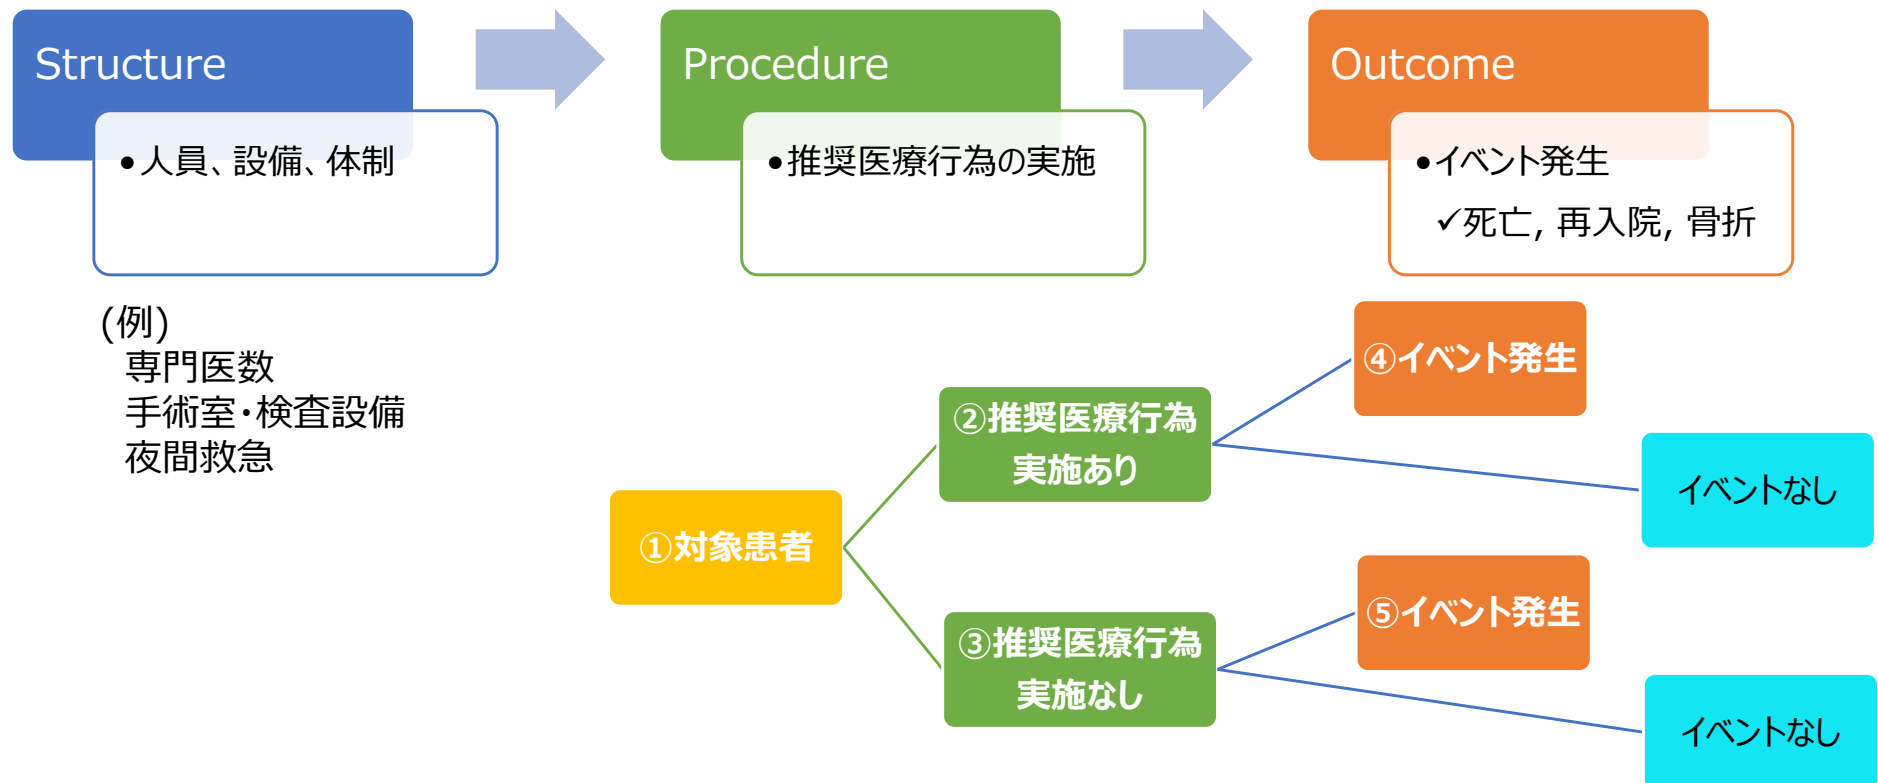 Structure
•人員、設備、体制
Procedure
•推奨医療行為の実施
Outcome
•イベント発生
✓死亡, 再入院, 骨折
(例)
専門医数
手術室・検査設備
夜間救急
①対象患者
②推奨医療行為
実施あり
③推奨医療行為
実施なし
④イベント発生
イベントなし
⑤イベント発生
イベントなし